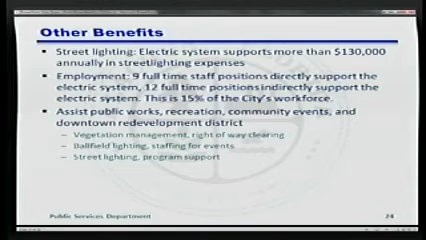 Other Benefits
Street lighting: Electric system supports more than $130,000
annually in streetlighting expenses
Employment: 9 full time staff positions directly support the
electric system, 12 full time positions indirectly support the
electric system. This is 15% of the City's workforce.
Assist public works, recreation, community events, and
downtown redevelopment district
– Vegetation management, right of way clearing
– Ballfield lighting, staffing for events
– Street lighting, program support
Public Services Department
24